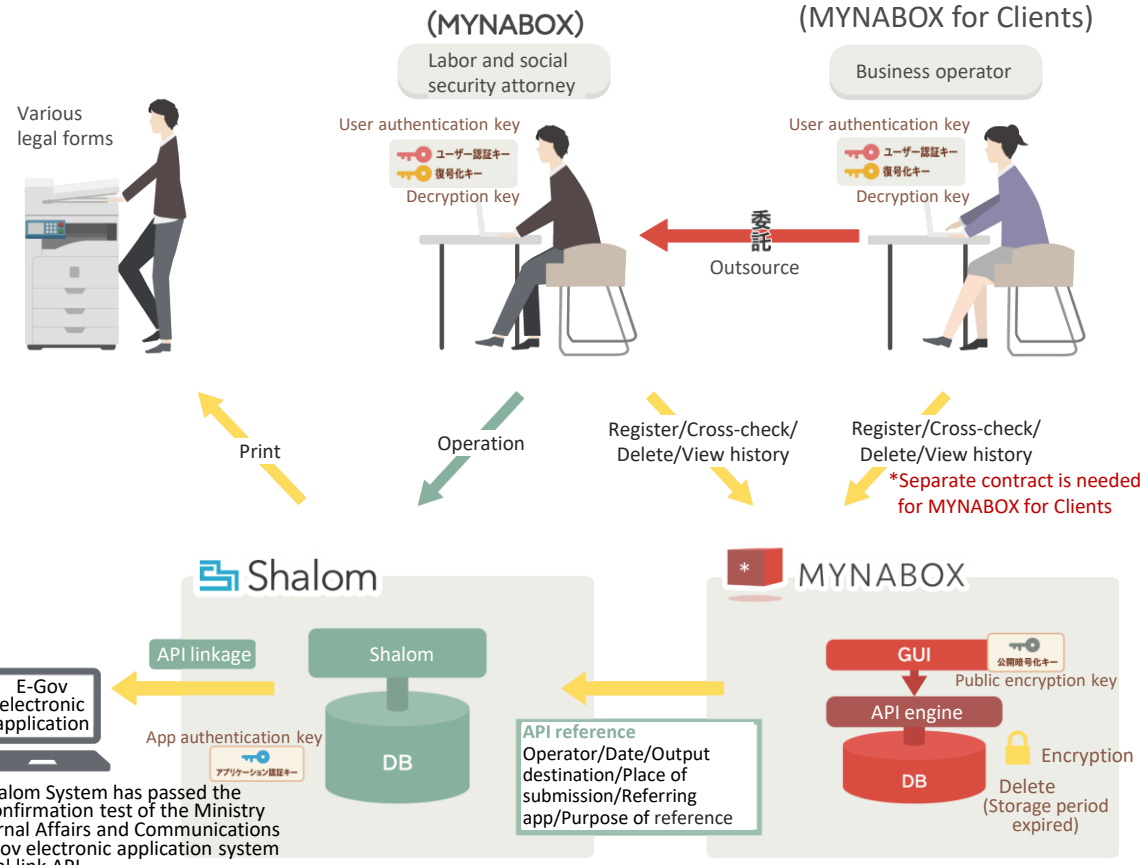 (MYNABOX)
(MYNABOX for Clients)
Labor and social
security attorney
Business operator
Various
legal forms
User authentication key
ユーザー認証キー
復号化キー
Decryption key
User authentication key
ユーザー認証キー
復号化キー
Decryption key
委託
Outsource
Print
Operation
Register/Cross-check/
Delete/View history
Register/Cross-check/
Delete/View history
*Separate contract is needed
for MYNABOX for Clients
Shalom
* MYNABOX
API linkage
Shalom
GUI
公開暗号化キー
Public encryption key
E-Gov
electronic
application
API engine
App authentication key
アプリケーション認証キー
DB
API reference
Operator/Date/Output
destination/Place of
submission/Referring
app/Purpose of reference
DB
Encryption
Delete
(Storage period
expired)
alom System has passed the
onfirmation test of the Ministry
rnal Affairs and Communications
ov electronic application system
al link API